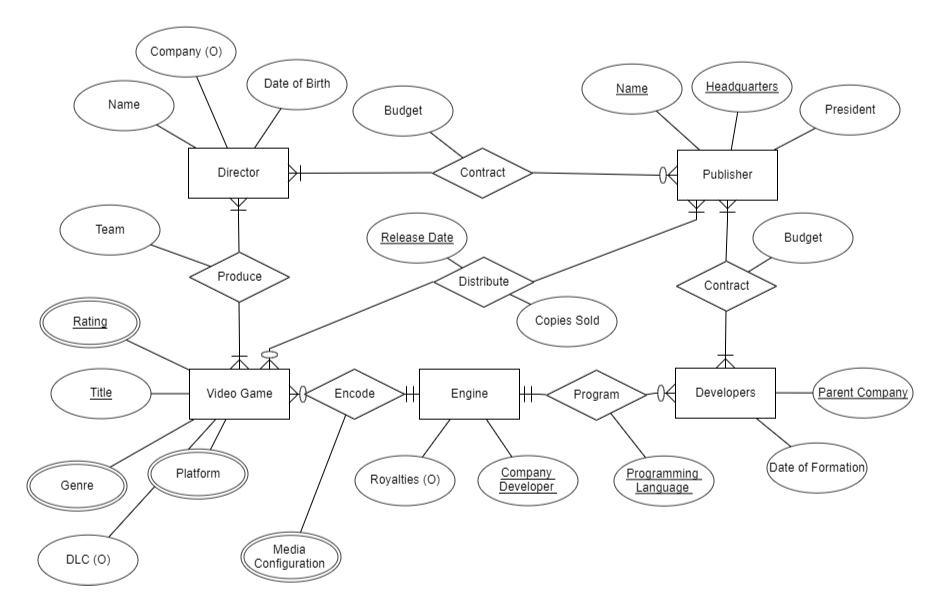 Company (O)
Date of Birth
Name
Budget
Name
Headquarters
President
Director
Contract
Publisher
Team
Release Date
Budget
Produce
Distribute
Contract
Rating
Copies Sold
Title
Video Game
Encode
Engine
Program
Developers
Parent Company
Genre
Platform
Royalties (O)
Company
Developer
Programming
Language
Date of Formation
DLC (O)
Media
Configuration